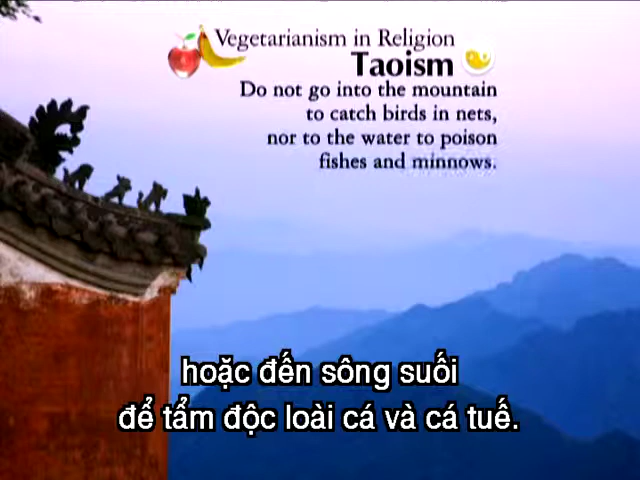 Vegetarianism in Religion
Taoism
Do not go into the mountain
to catch birds in nets,
nor to the water to poison
fishes and minnows.
hoặc đến sông suối
để tẩm độc loài cá và cá tuế.